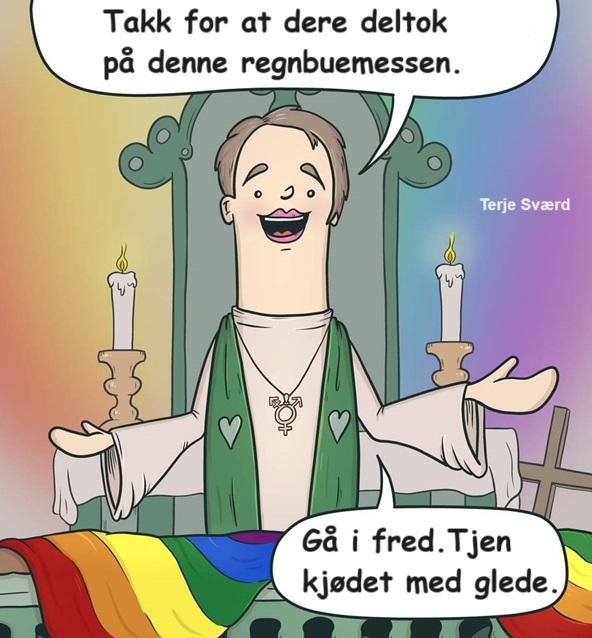 Takk for at dere deltok
på denne regnbuemessen.
Terje Sværd
Gå i fred.Tjen
kjødet med glede.